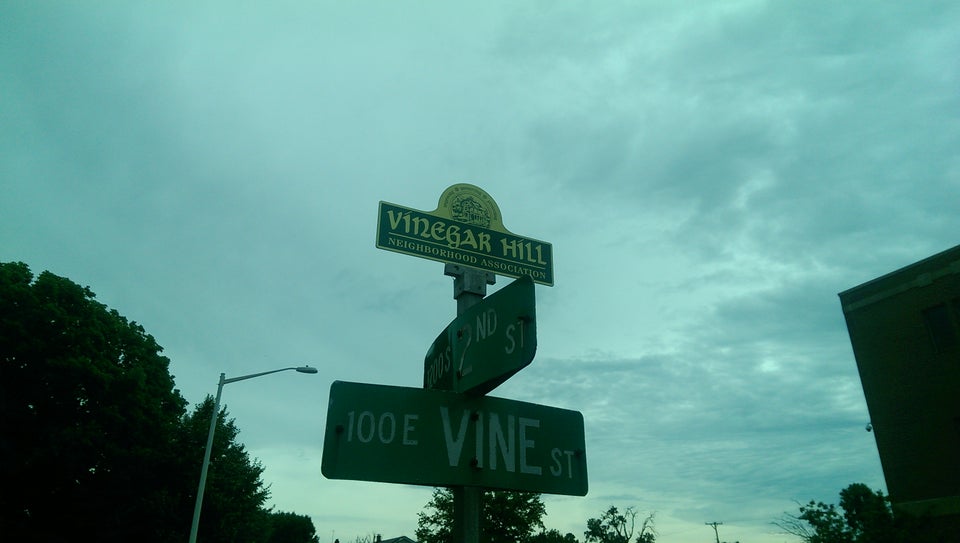 VINEGAR HILL
NEIGHBORHOOD ASSOCIATION
2ND ST
100 E VINE ST